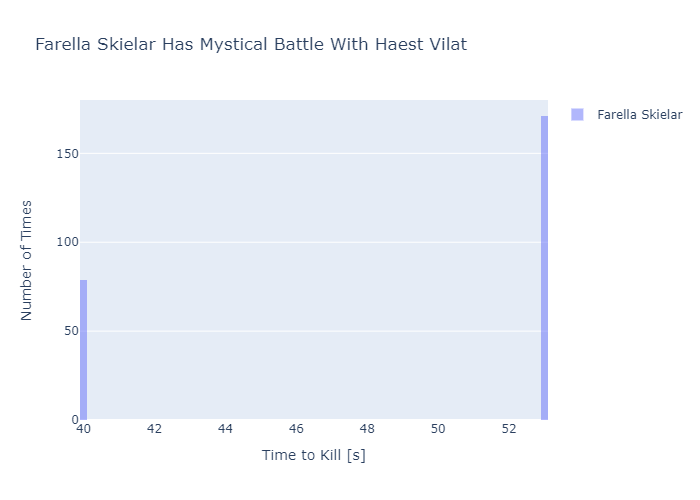 Farella Skielar Has Mystical Battle With Haest Vilat
Farella Skielar
150
100
50
0
Number of Times
40 42 44 46 48 50 52
Time to Kill [s]